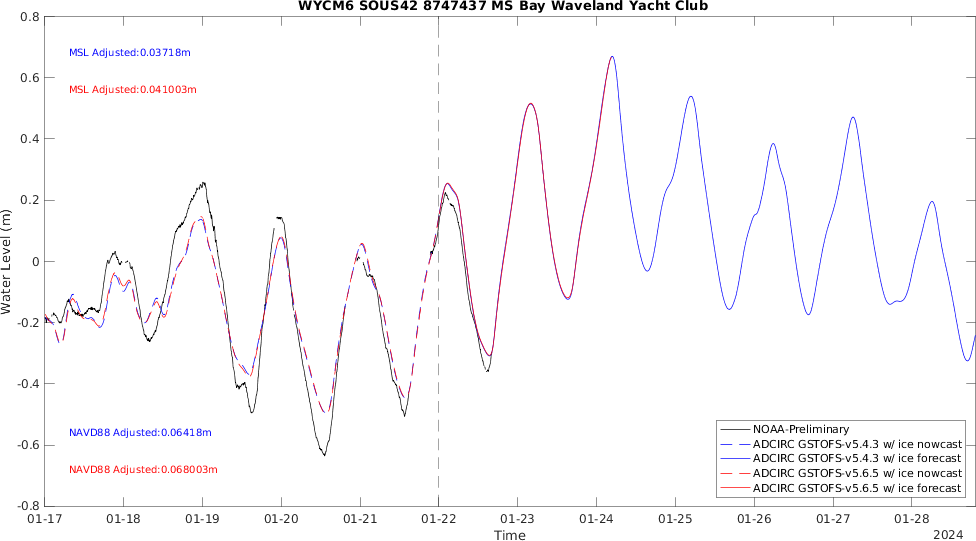 WYCM6 SOUS42 8747437 MS Bay Waveland Yacht Club
MSL Adjusted:0.03718m
MSL Adjusted:0.041003m
NAVD88 Adjusted:0.06418m
NAVD88 Adjusted:0.068003m
Water Level (m)
0.8
0.6
0.4
0.2
0
-0.2
-0.4
-0.6
-0.8
NOAA-Preliminary
ADCIRC GSTOFS-v5.4.3 w/ ice nowcast
ADCIRC GSTOFS-v5.4.3 w/ ice forecast
ADCIRC GSTOFS-v5.6.5 w/ ice nowcast
ADCIRC GSTOFS-v5.6.5 w/ ice forecast
01-17 01-18 01-19 01-20 01-21 01-22 01-23 01-24 01-25 01-26 01-27 01-28
Time
2024